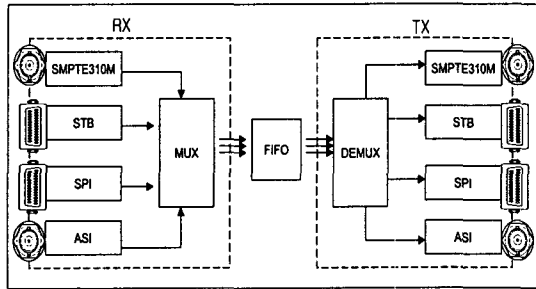 RX
TX
SMPTE310M
STB
SPI
ASI
MUX
FIFO
DEMUX
SMPTE310M
STB
SPI
ASI